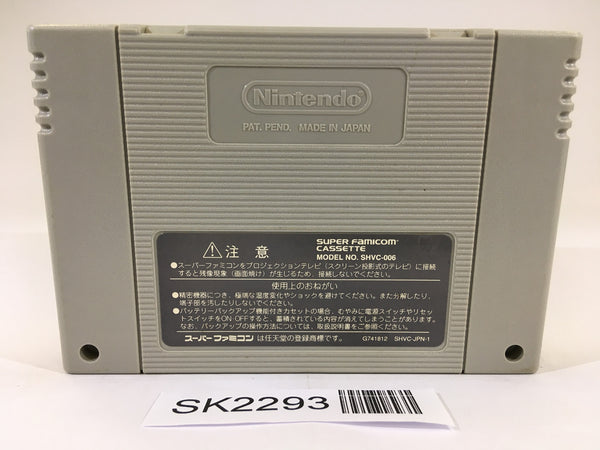 Nintendo
PAT. PEND. MADE IN JAPAN
注意
SUPER FAMICOM
CASSETTE
MODEL NO. SHVC-006
●スーパーファミコンをプロジェクションテレビ(スクリーン投影式のテレビ)に接続
すると残像現象(画面焼け)が生じるため、接続しないでください。
使用上のおねがい
●精密機器につき、極端な温度変化やショックを避けてください。また分解したり、
端子部を汚したりしないでください。
●バッテリーバックアップ機能付きカセットの場合、むやみに電源スイッチやリセッ
トスイッチをON・OFFすると、蓄積されている内容が消えてしまうことがあります。
なお、バックアップの操作方法については、取扱説明書をご参照ください。
スーパーファミコン は任天堂の登録商標です。 G741812 SHVC-JPN-1
SK2293